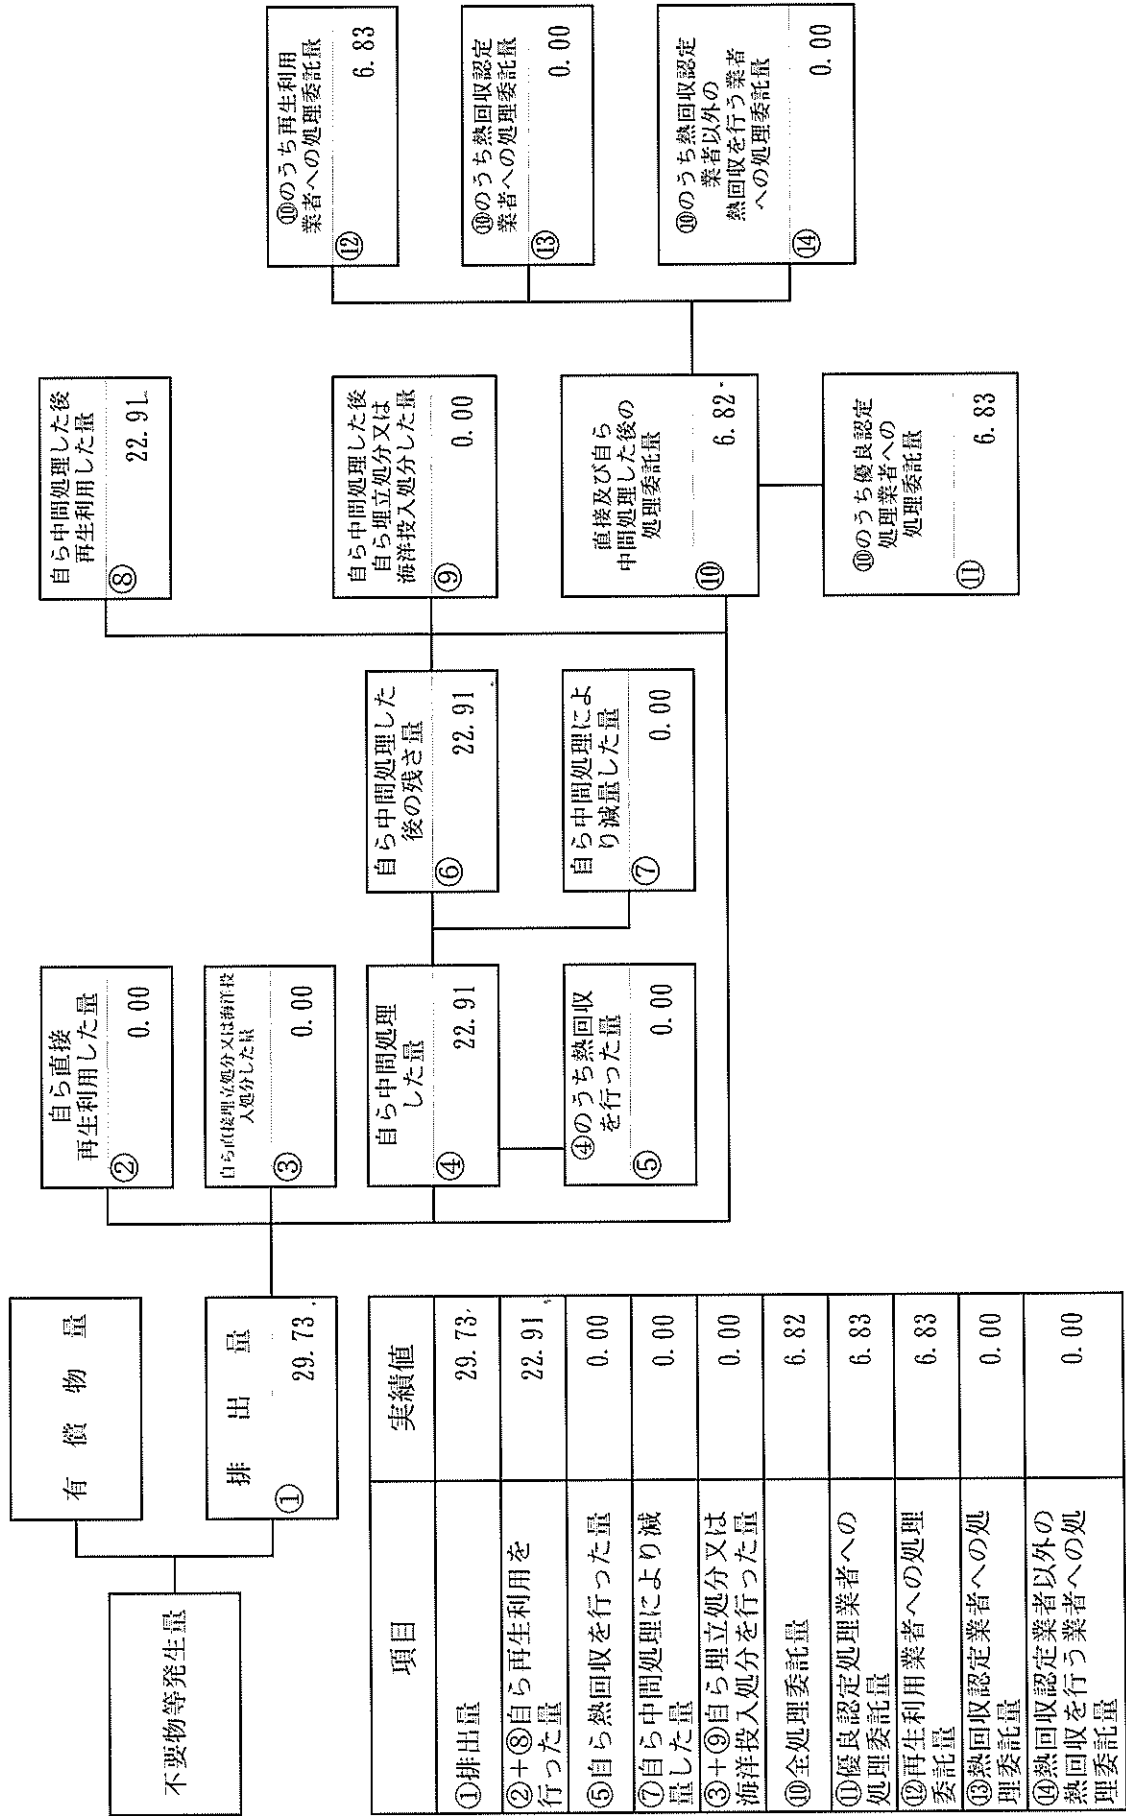 不要物等発生量
有償物量
排出量
①
29.73
自ら直接
再生利用した量
②
0.00
自ら直接埋立処分又は海洋投
入処分した量
③
0.00
自ら中間処理
した量
④
22.91
④のうち熱回収
を行った量
⑤
0.00
自ら中間処理した
後の残さ量
⑥
22.91
自ら中間処理によ
り減量した量
⑦
0.00
自ら中間処理した後
再生利用した量
⑧
22.91
自ら中間処理した後
自ら埋立処分又は
海洋投入処分した量
⑨
0.00
直接及び自ら
中間処理した後の
処理委託量
⑩
6.82
⑩のうち優良認定
処理業者への
処理委託量
⑪
6.83
⑩のうち再生利用
業者への処理委託量
⑫
6.83
⑩のうち熱回収認定
業者への処理委託量
⑬
0.00
⑩のうち熱回収認定
業者以外の
熱回収を行う業者
への処理委託量
⑭
0.00
項目
実績値
①排出量
29.73
②+⑧自ら再生利用を
行った量
22.91
⑤自ら熱回収を行った量
0.00
⑦自ら中間処理により減
量した量
0.00
③+⑨自ら埋立処分又は
海洋投入処分を行った量
0.00
⑩全処理委託量
6.82
⑪優良認定処理業者への
処理委託量
6.83
⑫再生利用業者への処理
委託量
6.83
⑬熱回収認定業者への処
理委託量
0.00
⑭熱回収認定業者以外の
熱回収を行う業者への処
理委託量
0.00